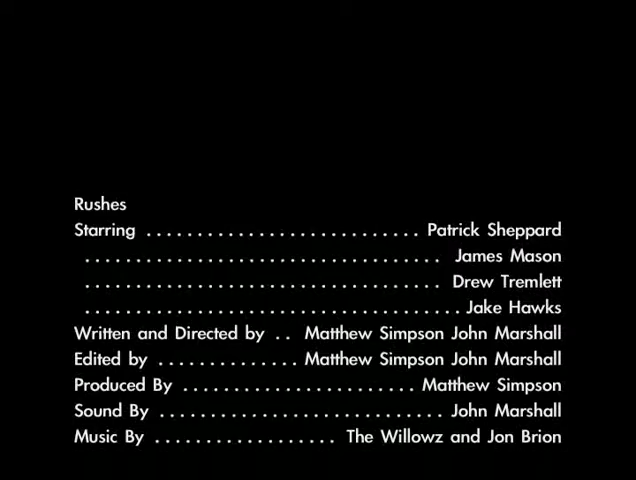 Rushes
Starring ........................... Patrick Sheppard
................................... James Mason
................................... Drew Tremlett
..................................... Jake Hawks
Written and Directed by .. Matthew Simpson John Marshall
Edited by .............. Matthew Simpson John Marshall
Produced By ....................... Matthew Simpson
Sound By ............................ John Marshall
Music By .................. The Willowz and Jon Brion